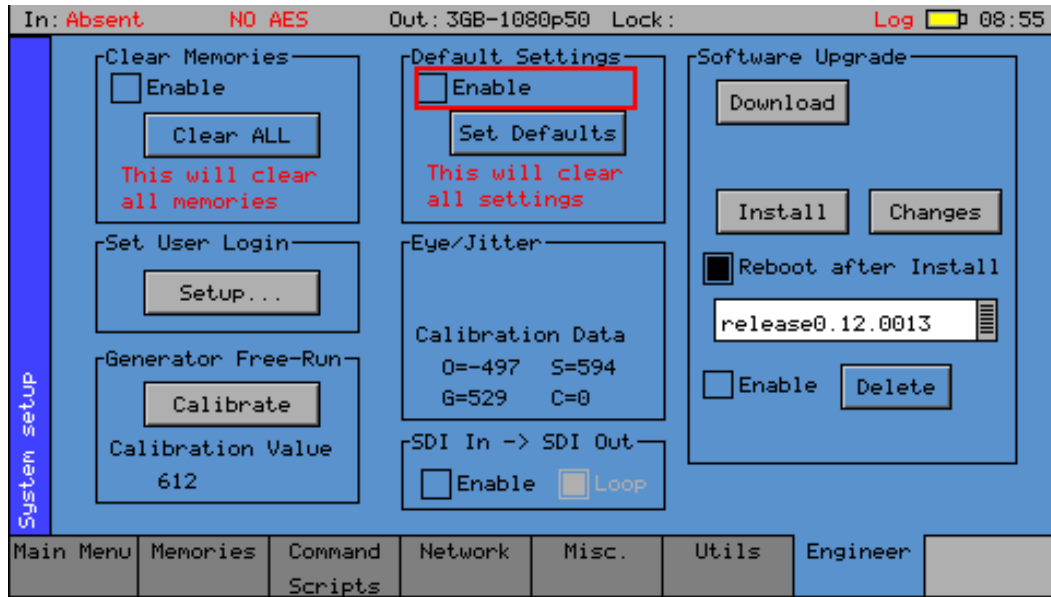 In: Absent NO AES Out: 3GB-1080p50 Lock: Log 08:55
System setup
Clear Memories
Enable
Clear ALL
This will clear
all memories
Set User Login
Setup...
Generator Free-Run
Calibrate
Calibration Value
612
Default Settings
Enable
Set Defaults
This will clear
all settings
Eye/Jitter
Calibration Data
O=-497 S=594
G=529 C=0
SDI In -> SDI Out
Enable Loop
Software Upgrade
Download
Install Changes
Reboot after Install
release0.12.0013
Enable Delete
Main Menu Memories Command Network Misc. Utils Engineer
Scripts